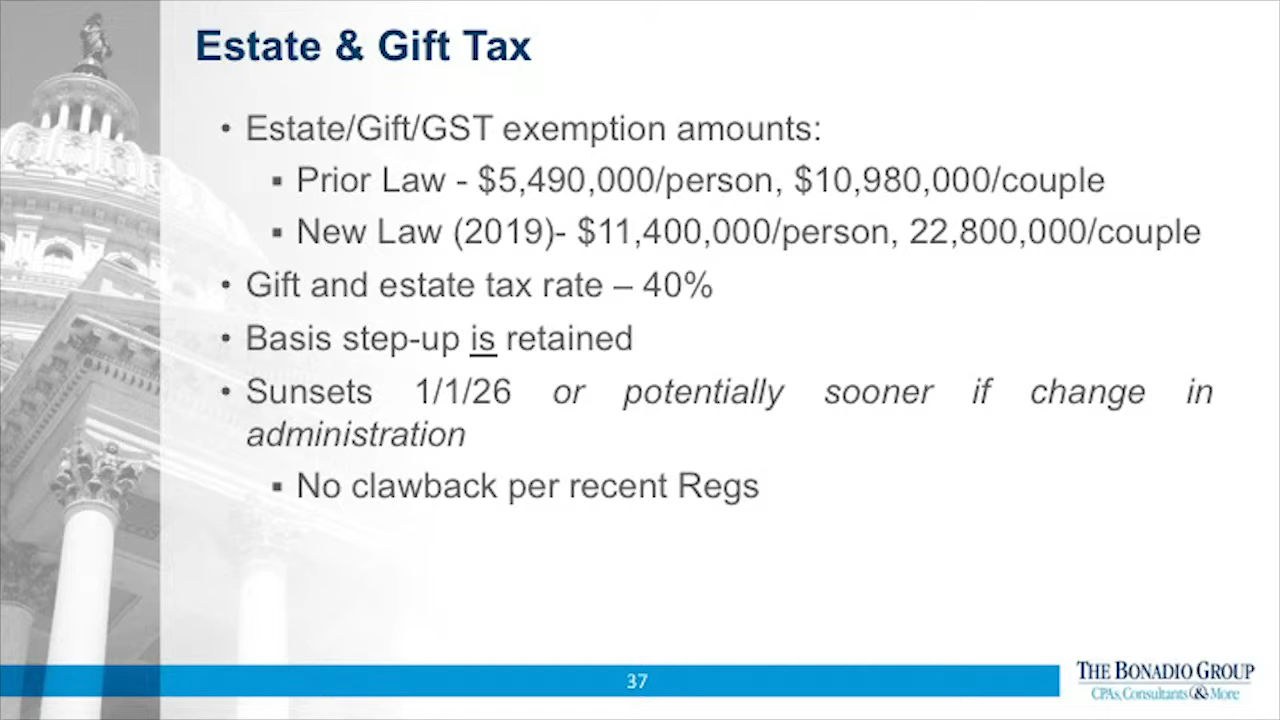 Estate & Gift Tax
• Estate/Gift/GST exemption amounts:
▪ Prior Law - $5,490,000/person, $10,980,000/couple
▪ New Law (2019)- $11,400,000/person, 22,800,000/couple
• Gift and estate tax rate – 40%
• Basis step-up is retained
• Sunsets 1/1/26 or potentially sooner if change in
administration
▪ No clawback per recent Regs
37
THE BONADIO GROUP
CPAs, Consultants & More